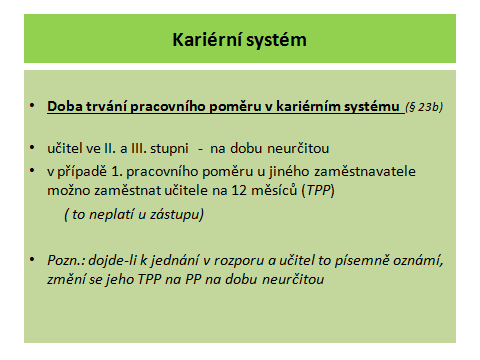 Kariérní systém
• Doba trvání pracovního poměru v kariérním systému (§ 23b)
• učitel ve II. a III. stupni - na dobu neurčitou
• v případě 1. pracovního poměru u jiného zaměstnavatele
možno zaměstnat učitele na 12 měsíců (TPP)
( to neplatí u zástupu)
• Pozn.: dojde-li k jednání v rozporu a učitel to písemně oznámí,
změní se jeho TPP na PP na dobu neurčitou